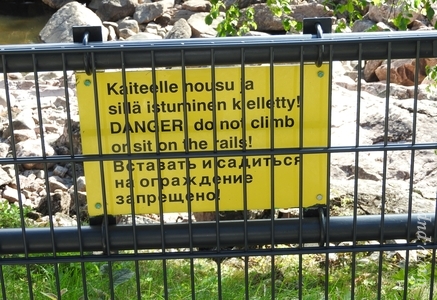 Kaiteelle nousu ja
sillä istuminen kielletty!
DANGER! do not climb
or sit on the rails!
Вставать и садиться
на ограждение
запрещено!